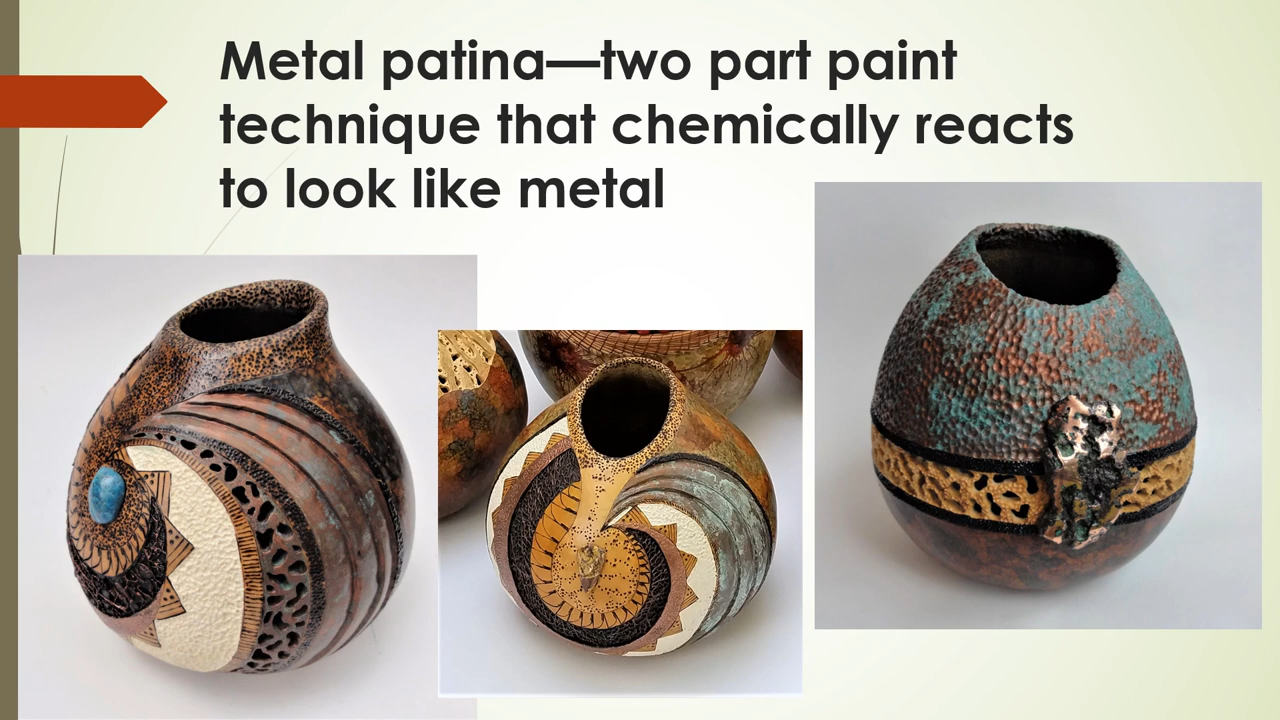 Metal patina—two part paint
technique that chemically reacts
to look like metal